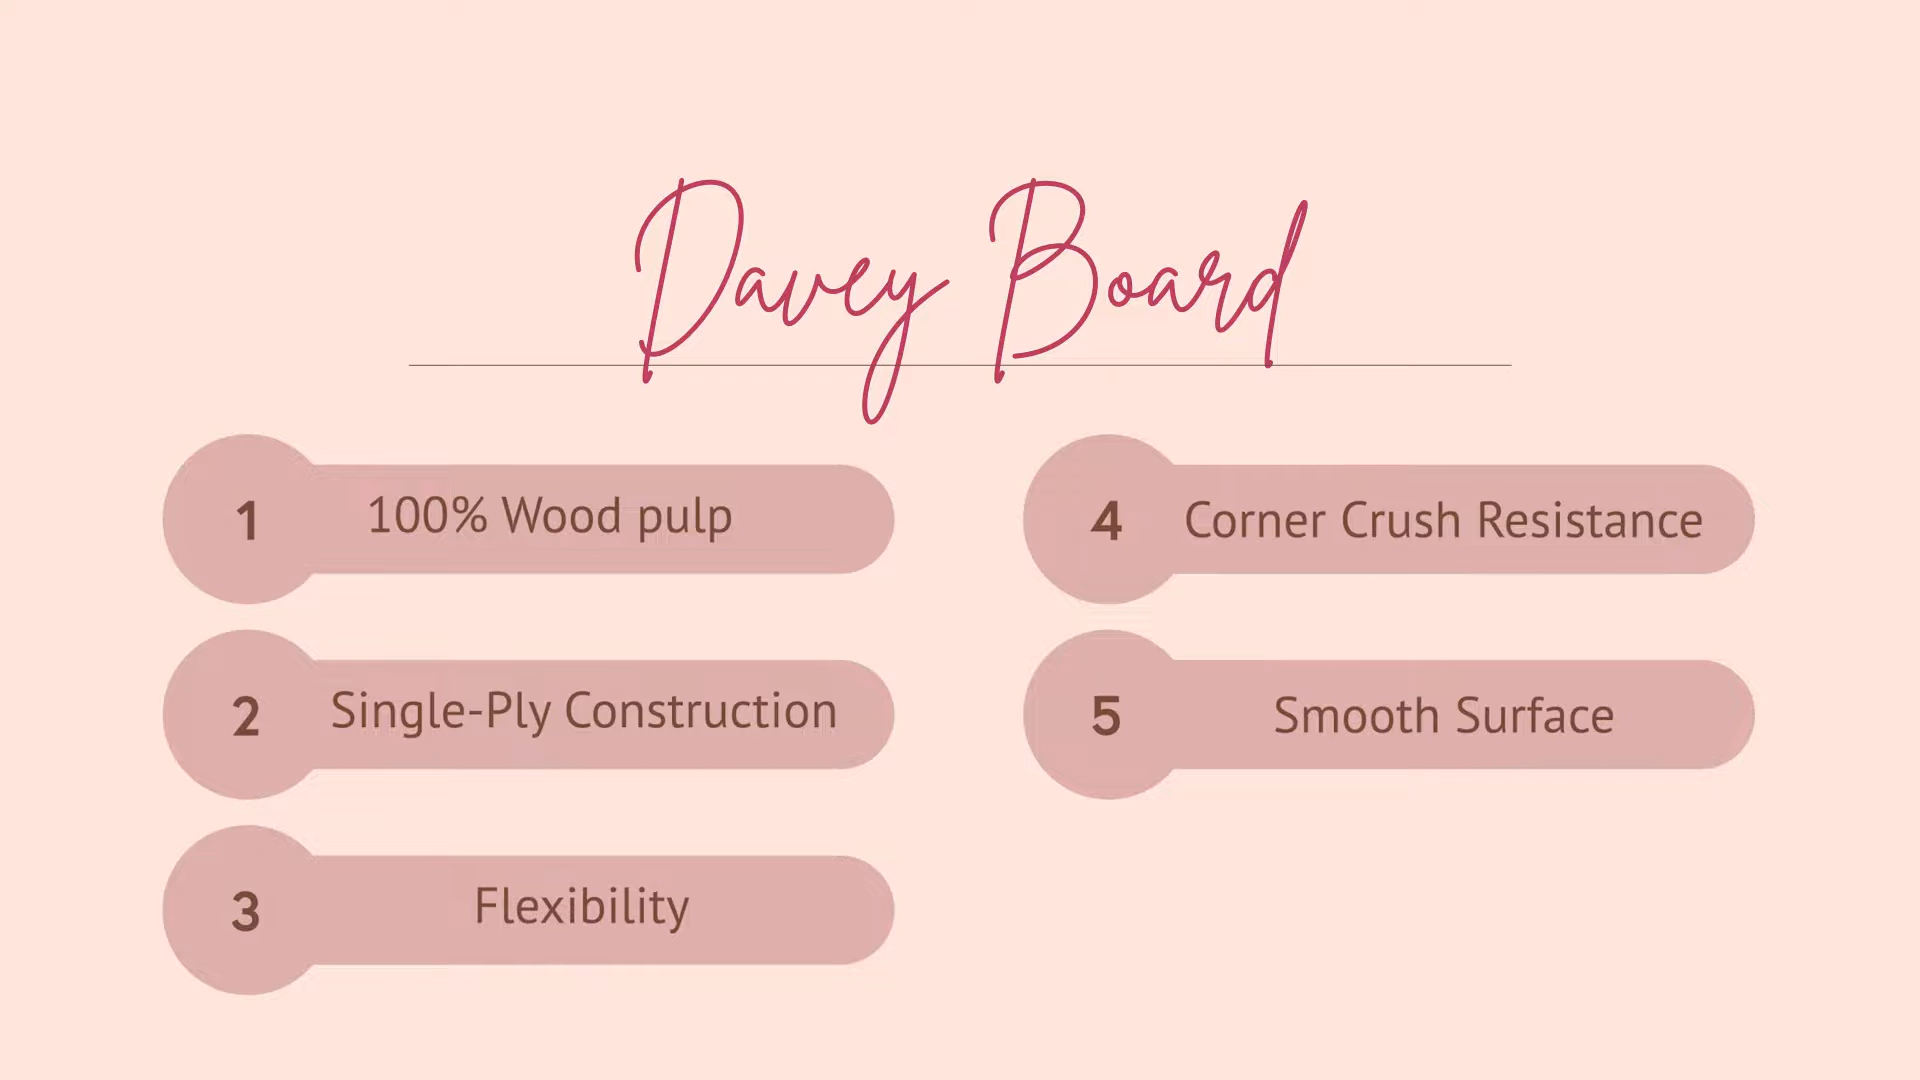 Davey Board
1 100% Wood pulp
2 Single-Ply Construction
3 Flexibility
4 Corner Crush Resistance
5 Smooth Surface